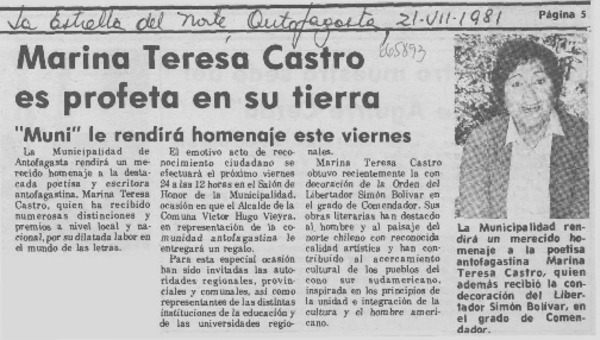 La Estrella del Norte, Antofagasta, 21-VII-1981
Página 5
665893
Marina Teresa Castro
es profeta en su tierra
"Muni" le rendirá homenaje este viernes
La Municipalidad de
Antofagasta rendirá un me-
recido homenaje a la desta-
cada poetisa y escritora
antofagastina, Marina Teresa
Castro, quien ha recibido
numerosas distinciones y
premios a nivel local y na-
cional, por su dilatada labor en
el mundo de las letras.
El emotivo acto de reco-
nocimiento ciudadano se
efectuará el próximo viernes
24 a las 12 horas en el Salón de
Honor de la Municipalidad,
ocasión en que el Alcalde de la
Comuna Víctor Hugo Vieyra,
en representación de la co-
munidad antofagastina le
entregará un regalo.
Para esta especial ocasión
han sido invitadas las auto-
ridades regionales, provin-
ciales y comunales, así como
representantes de las distintas
instituciones de la educación y
de las universidades regio-
nales.
Marina Teresa Castro
obtuvo recientemente la con-
decoración de la Orden del
Libertador Simón Bolívar en
el grado de Comendador. Sus
obras literarias han destacado
al hombre y al paisaje del
norte chileno con reconocida
calidad artística y han con-
tribuído al acercamiento
cultural de los pueblos del
cono sur sudamericano,
inspirada en los principios de
la unidad e integración de la
cultura y el hombre ameri-
cano.
La Municipalidad ren-
dirá un merecido ho-
menaje a la poetisa
antofagastina Marina
Teresa Castro, quien
además recibió la con-
decoración del Liber-
tador Simón Bolívar, en
el grado de Comen-
dador.